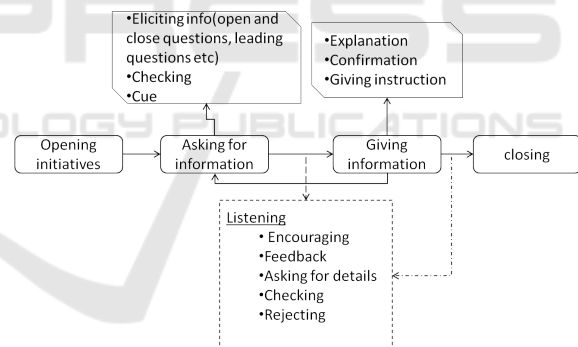 •Eliciting info(open and
close questions, leading
questions etc)
•Checking
•Cue
•Explanation
•Confirmation
•Giving instruction
Opening
initiatives
Asking for
information
Giving
information
closing
Listening
• Encouraging
•Feedback
•Asking for details
•Checking
•Rejecting
PUBLICATIONS